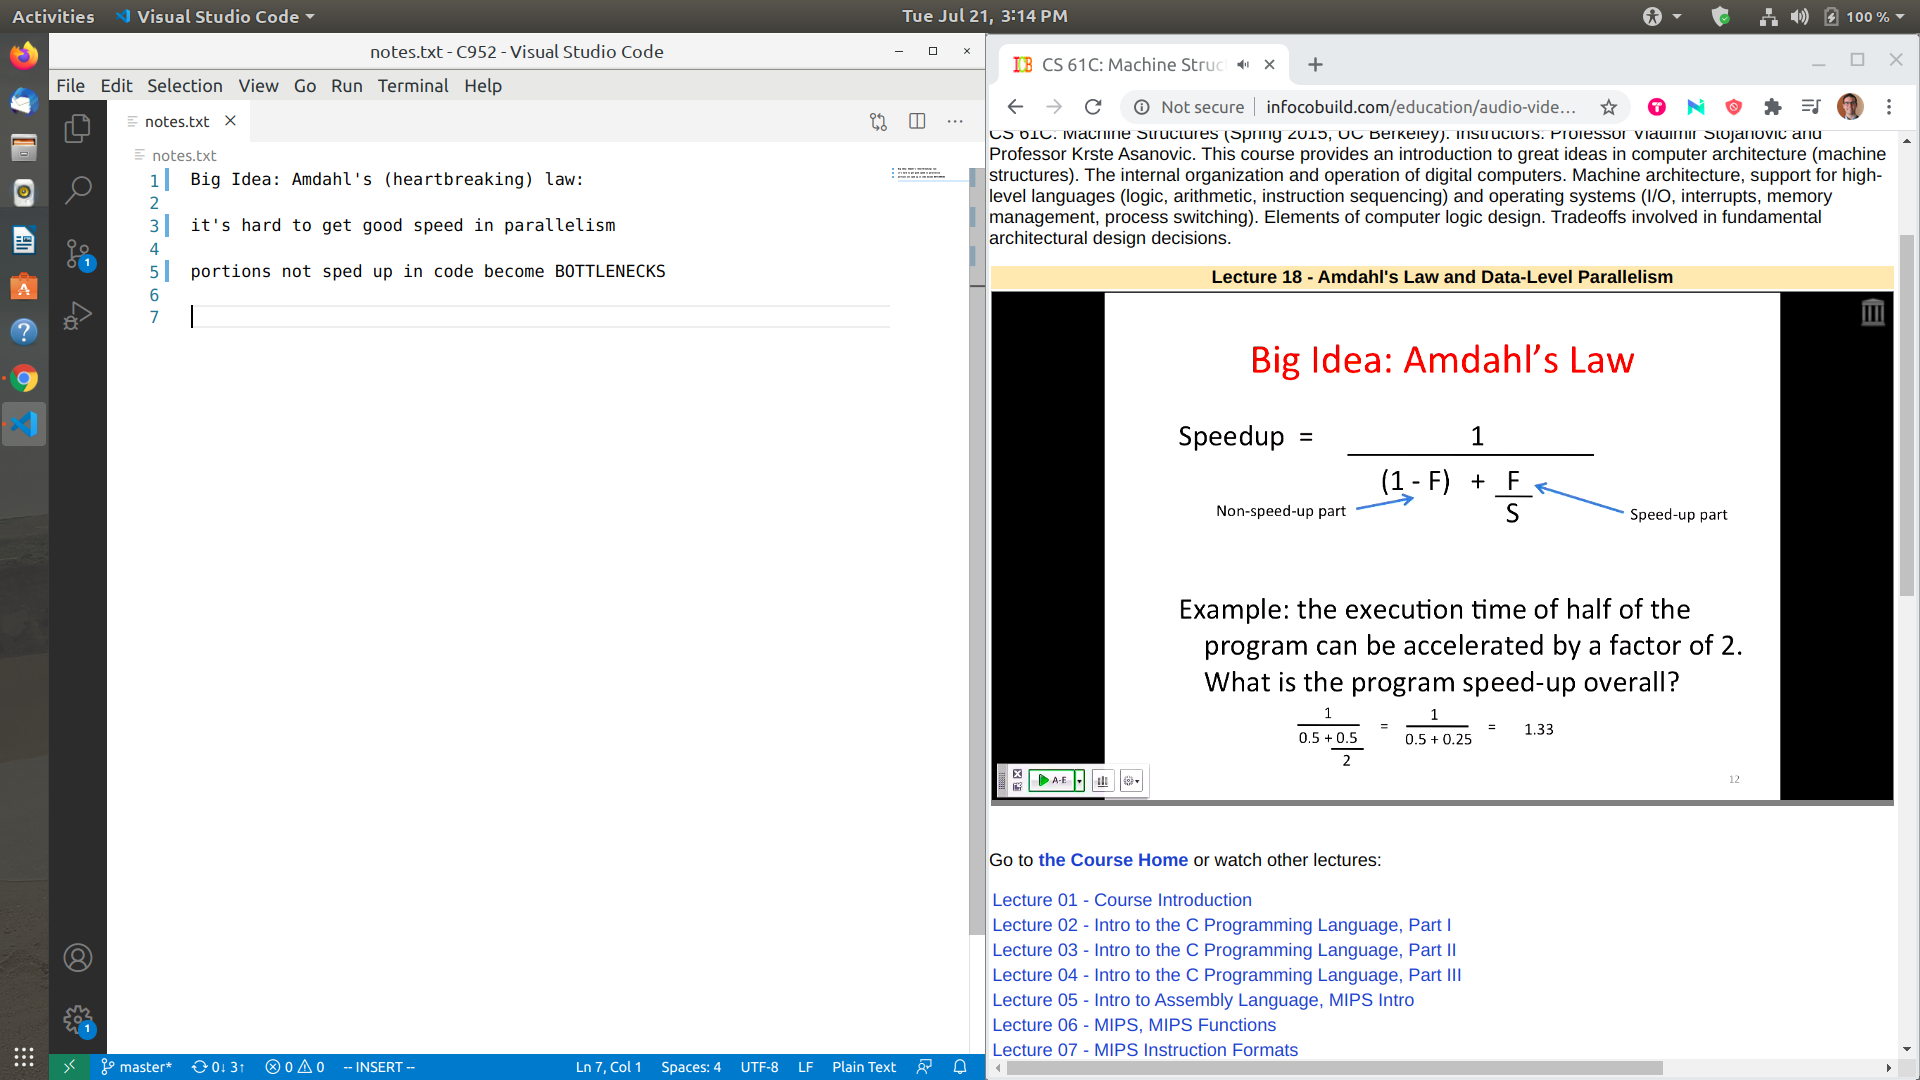 Activities
Visual Studio Code
Tue Jul 21, 3:14 PM
100 %
notes.txt - C952 - Visual Studio Code
File Edit Selection View Go Run Terminal Help
notes.txt
notes.txt
1 Big Idea: Amdahl's (heartbreaking) law:
2
3 it's hard to get good speed in parallelism
4
5 portions not sped up in code become BOTTLENECKS
6
7
1
1
master*
0↓ 3↑
0 0
-- INSERT --
Ln 7, Col 1
Spaces: 4
UTF-8
LF
Plain Text
CS 61C: Machine Struc
Not secure
infocobuild.com/education/audio-vide...
CS 61C: Machine Structures (Spring 2015, UC Berkeley). Instructors: Professor Vladimir Stojanovic and
Professor Krste Asanovic. This course provides an introduction to great ideas in computer architecture (machine
structures). The internal organization and operation of digital computers. Machine architecture, support for high-
level languages (logic, arithmetic, instruction sequencing) and operating systems (I/O, interrupts, memory
management, process switching). Elements of computer logic design. Tradeoffs involved in fundamental
architectural design decisions.
Lecture 18 - Amdahl's Law and Data-Level Parallelism
Big Idea: Amdahl’s Law
Speedup = 1
(1 - F) + F
S
Non-speed-up part
Speed-up part
Example: the execution time of half of the
program can be accelerated by a factor of 2.
What is the program speed-up overall?
1
0.5 + 0.5
2
=
1
0.5 + 0.25
= 1.33
A-E
12
Go to the Course Home or watch other lectures:
Lecture 01 - Course Introduction
Lecture 02 - Intro to the C Programming Language, Part I
Lecture 03 - Intro to the C Programming Language, Part II
Lecture 04 - Intro to the C Programming Language, Part III
Lecture 05 - Intro to Assembly Language, MIPS Intro
Lecture 06 - MIPS, MIPS Functions
Lecture 07 - MIPS Instruction Formats